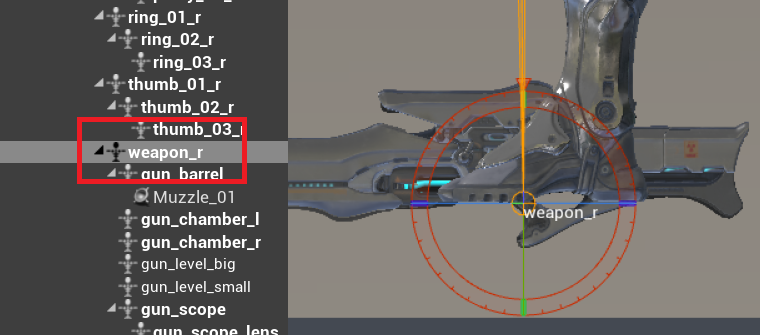 ring_01_r
ring_02_r
ring_03_r
thumb_01_r
thumb_02_r
thumb_03_r
weapon_r
gun_barrel
Muzzle_01
weapon_r
gun_chamber_l
gun_chamber_r
gun_level_big
gun_level_small
gun_scope
gun_scope_lens